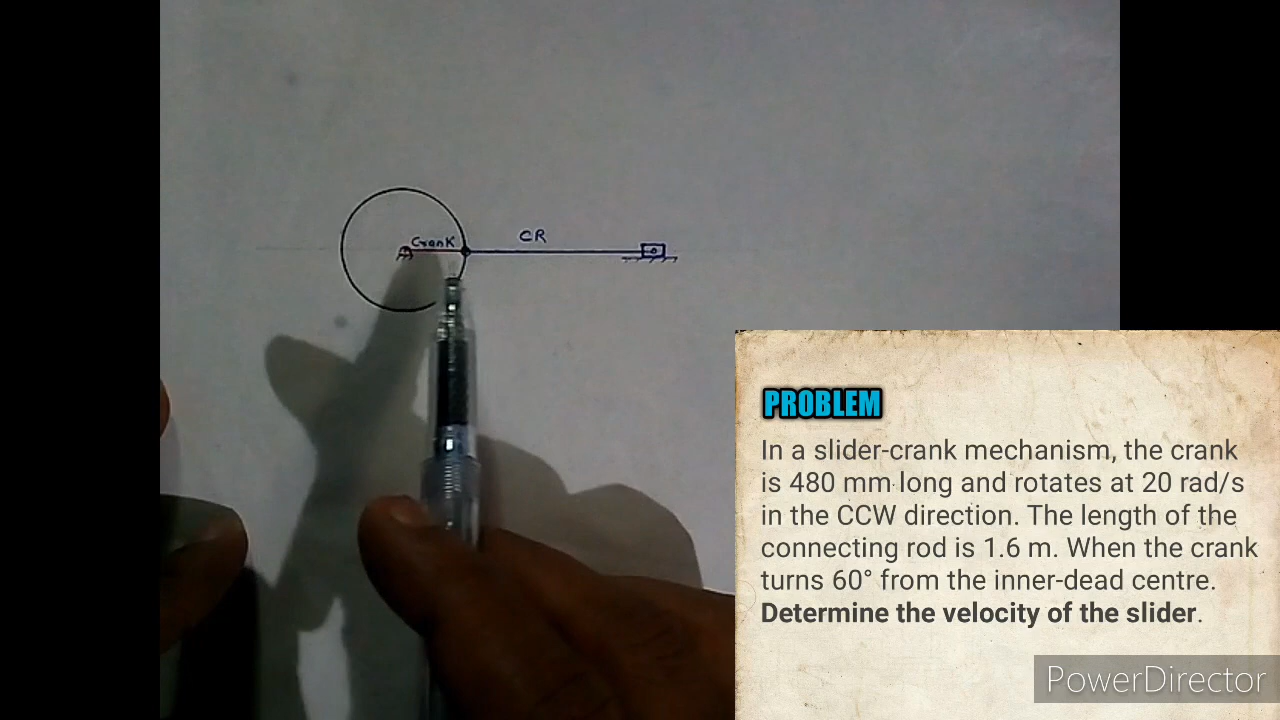 Crank
CR
PROBLEM
In a slider-crank mechanism, the crank
is 480 mm long and rotates at 20 rad/s
in the CCW direction. The length of the
connecting rod is 1.6 m. When the crank
turns 60° from the inner-dead centre.
Determine the velocity of the slider.
PowerDirector